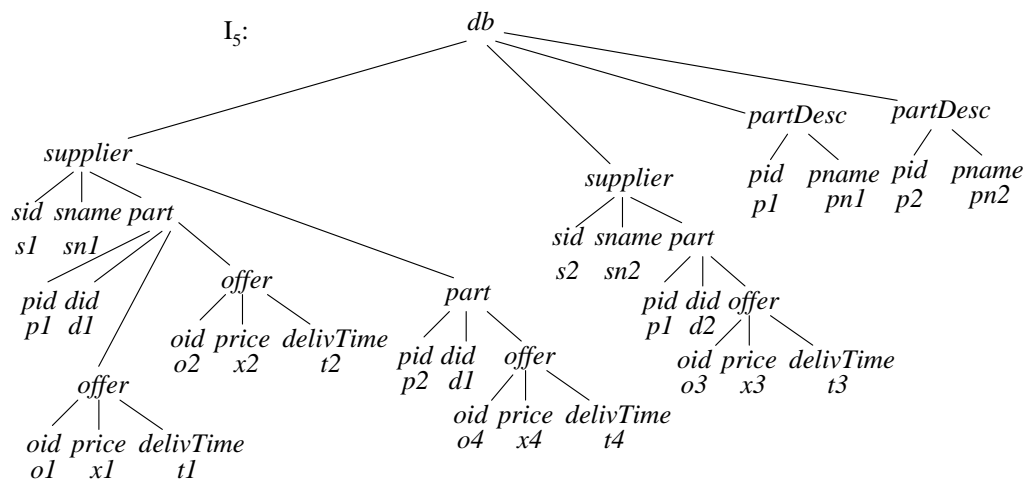 I5: db
partDesc partDesc
supplier
pid pname pid pname
p1 pn1 p2 pn2
supplier
sid sname part
s1 sn1
sid sname part
s2 sn2
offer
part
pid did
p1 d1
pid did offer
p1 d2
oid price delivTime
o2 x2 t2
pid did offer
p2 d1
oid price delivTime
o3 x3 t3
offer
oid price delivTime
o4 x4 t4
oid price delivTime
o1 x1 t1